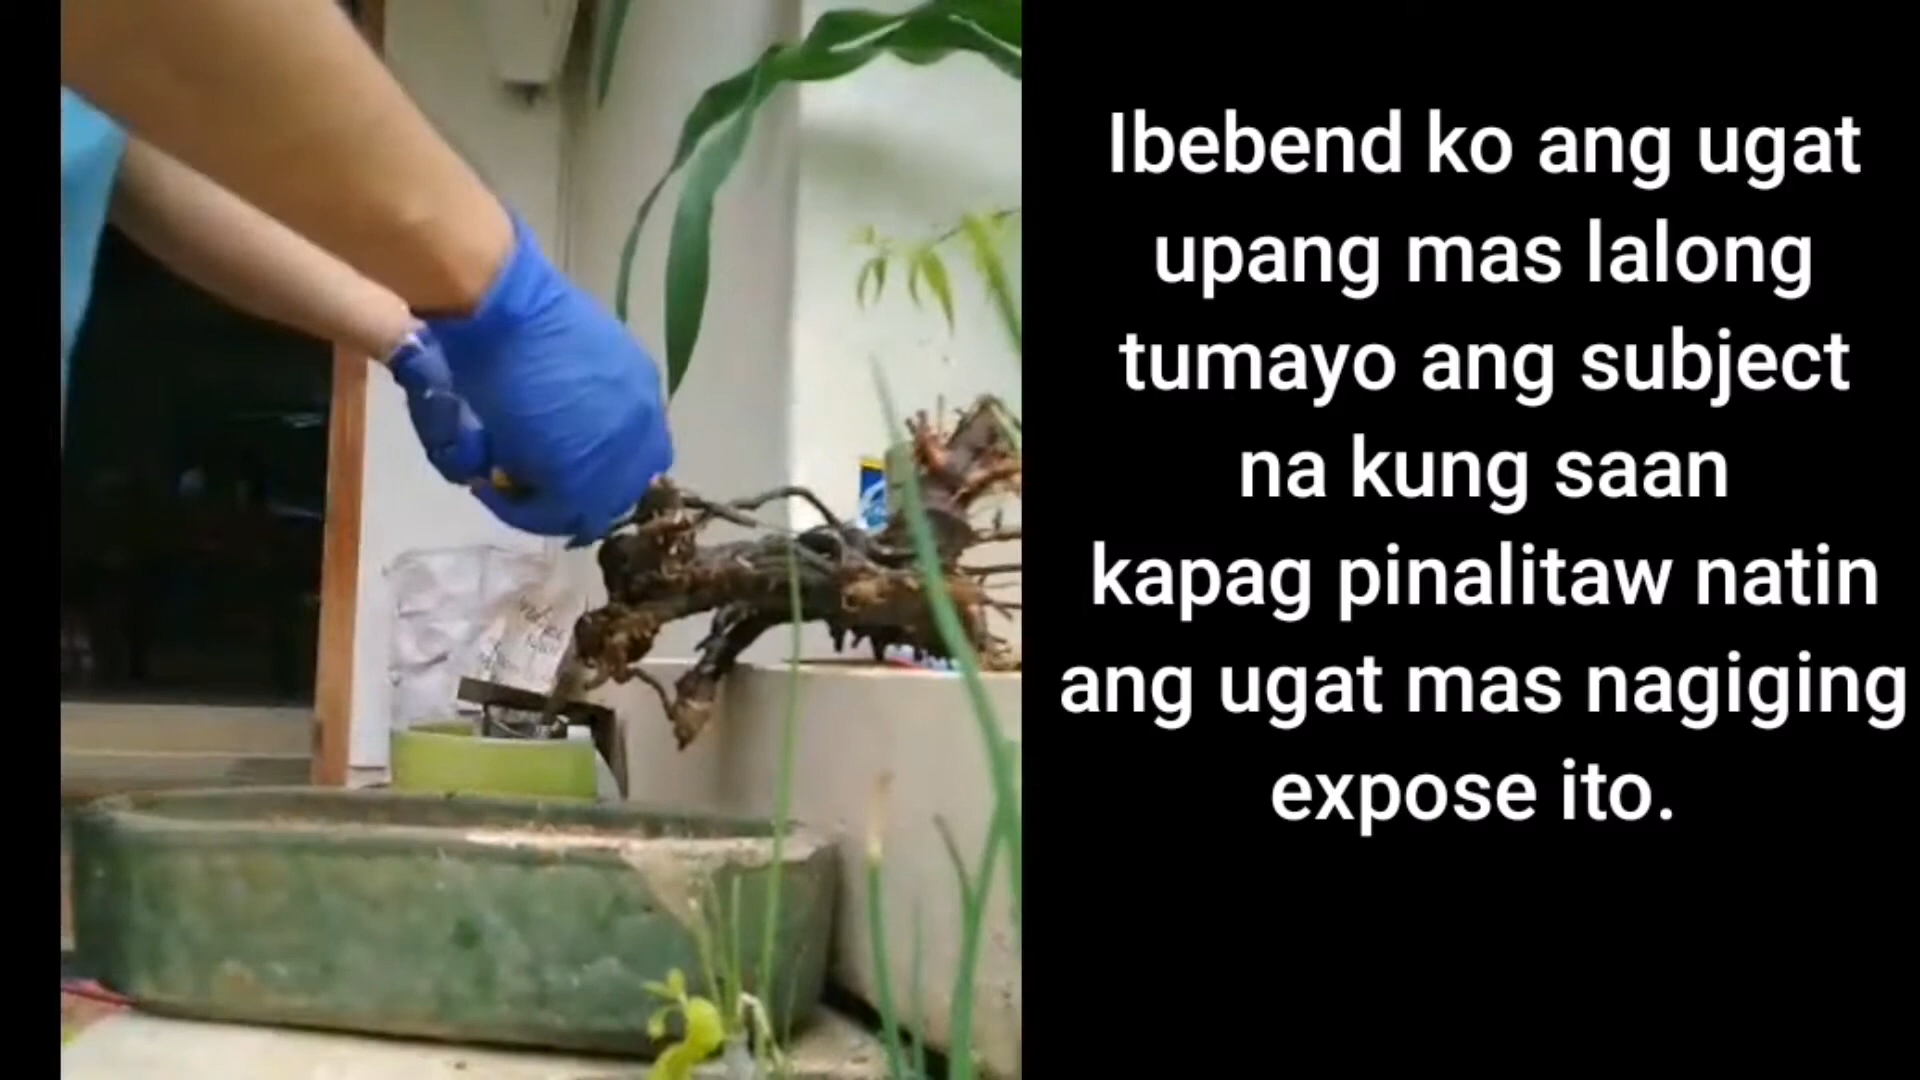 Ibebend ko ang ugat
upang mas lalong
tumayo ang subject
na kung saan
kapag pinalitaw natin
ang ugat mas nagiging
expose ito.